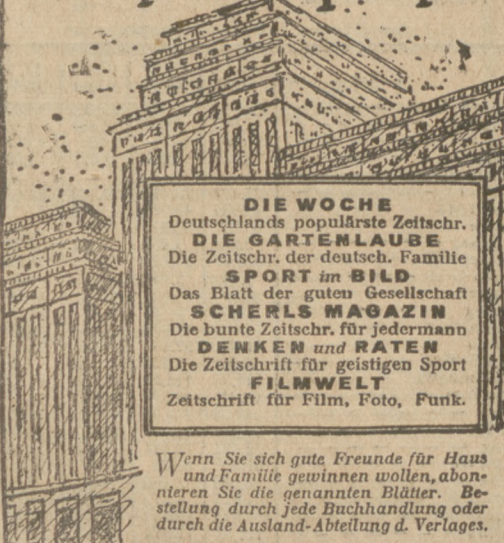 DIE WOCHE
Deutschlands populärste Zeitschr.
DIE GARTENLAUBE
Die Zeitschr. der deutsch. Familie
SPORT im BILD
Das Blatt der guten Gesellschaft
SCHERLS MAGAZIN
Die bunte Zeitschr. für jedermann
DENKEN und RATEN
Die Zeitschrift für geistigen Sport
FILMWELT
Zeitschrift für Film, Foto, Funk.
Wenn Sie sich gute Freunde für Haus
und Familie gewinnen wollen, abon-
nieren Sie die genannten Blätter. Be-
stellung durch jede Buchhandlung oder
durch die Ausland-Abteilung d. Verlages.